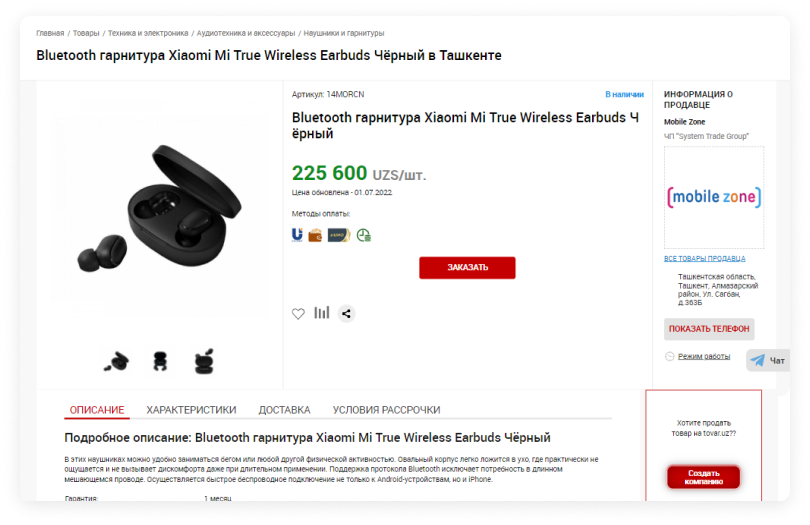 Главная / Товары / Техника и электроника / Аудиотехника и аксессуары / Наушники и гарнитуры
Bluetooth гарнитура Xiaomi Mi True Wireless Earbuds Чёрный в Ташкенте
Артикул: 14MORCN
В наличии
Bluetooth гарнитура Xiaomi Mi True Wireless Earbuds Ч
ёрный
225 600 UZS/шт.
Цена обновлена - 01.07.2022
Методы оплаты:
ЗАКАЗАТЬ
ИНФОРМАЦИЯ О
ПРОДАВЦЕ
Mobile Zone
ЧП "System Trade Group"
[mobile zone]
ВСЕ ТОВАРЫ ПРОДАВЦА
Ташкентская область,
Ташкент, Алмазарский
район, Ул. Сагбан,
д.363Б
ПОКАЗАТЬ ТЕЛЕФОН
Режим работы
Чат
ОПИСАНИЕ ХАРАКТЕРИСТИКИ ДОСТАВКА УСЛОВИЯ РАССРОЧКИ
Подробное описание: Bluetooth гарнитура Xiaomi Mi True Wireless Earbuds Чёрный
В этих наушниках можно удобно заниматься бегом или любой другой физической активностью. Овальный корпус легко ложится в ухо, где практически не
ощущается и не вызывает дискомфорта даже при длительном применении. Поддержка протокола Bluetooth исключает потребность в длинном
мешающемся проводе. Осуществляется быстрое беспроводное подключение не только к Android-устройствам, но и iPhone.
Гарантия: 1 месяц
Хотите продать
товар на tovar.uz??
Создать
компанию